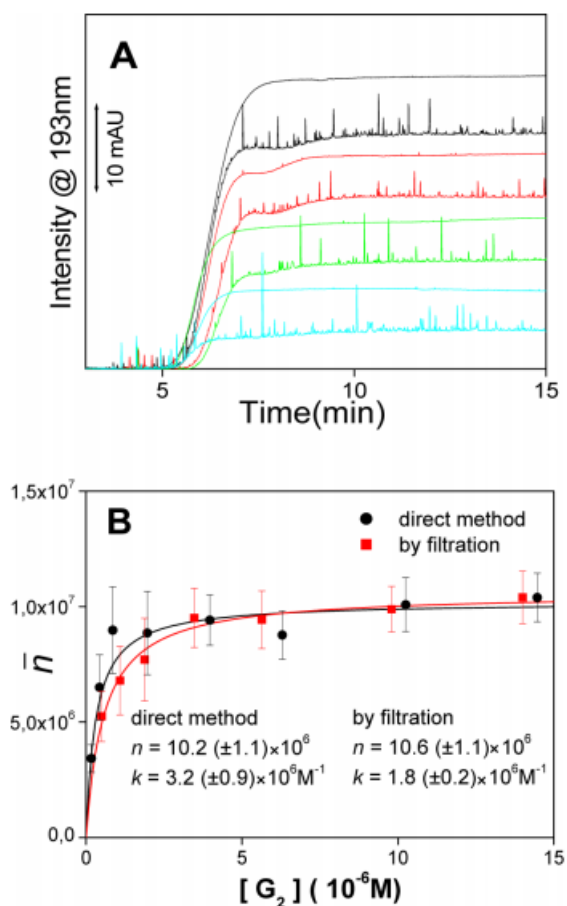 A
Intensity @ 193nm
10 mAU
5
10
15
Time(min)
B
1,5x10⁷
1,0x10⁷
5,0x10⁶
0,0
n̅
direct method
by filtration
direct method
n = 10.2 (±1.1)×10⁶
k = 3.2 (±0.9)×10⁶M⁻¹
by filtration
n = 10.6 (±1.1)×10⁶
k = 1.8 (±0.2)×10⁶M⁻¹
0
5
10
15
[ G₂ ] ( 10⁻⁶M)